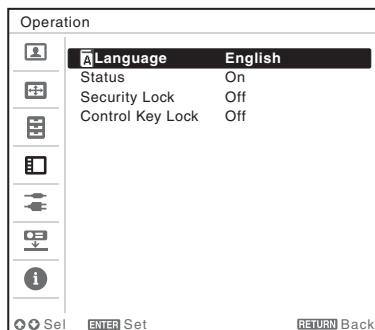 Operation
A Language English
Status On
Security Lock Off
Control Key Lock Off
Sel ENTER Set RETURN Back